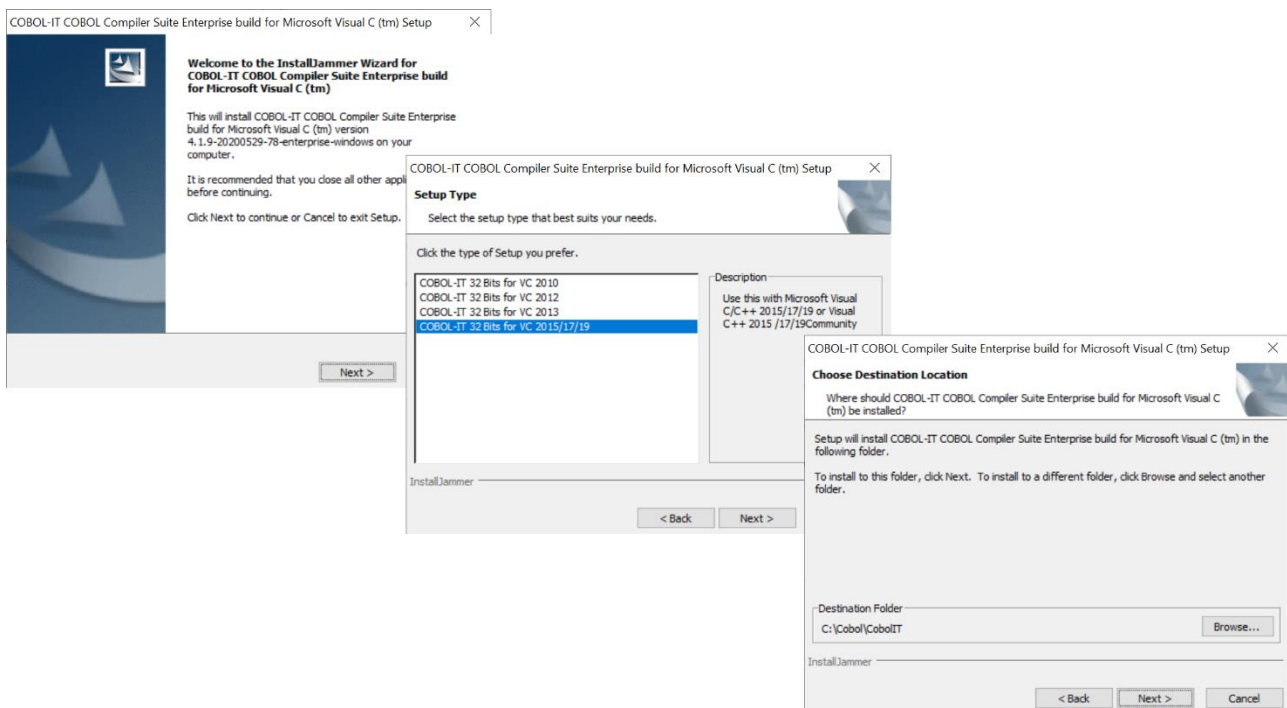 COBOL-IT COBOL Compiler Suite Enterprise build for Microsoft Visual C (tm) Setup
Welcome to the InstallJammer Wizard for
COBOL-IT COBOL Compiler Suite Enterprise build
for Microsoft Visual C (tm)
This will install COBOL-IT COBOL Compiler Suite Enterprise
build for Microsoft Visual C (tm) version
4.1.9-20200529-78-enterprise-windows on your
computer.
It is recommended that you close all other appli
before continuing.
Click Next to continue or Cancel to exit Setup.
Next >
COBOL-IT COBOL Compiler Suite Enterprise build for Microsoft Visual C (tm) Setup
Setup Type
Select the setup type that best suits your needs.
Click the type of Setup you prefer.
COBOL-IT 32 Bits for VC 2010
COBOL-IT 32 Bits for VC 2012
COBOL-IT 32 Bits for VC 2013
COBOL-IT 32 Bits for VC 2015/17/19
Description
Use this with Microsoft Visual
C/C++ 2015/17/19 or Visual
C++ 2015 /17/19Community
InstallJammer
< Back Next >
COBOL-IT COBOL Compiler Suite Enterprise build for Microsoft Visual C (tm) Setup
Choose Destination Location
Where should COBOL-IT COBOL Compiler Suite Enterprise build for Microsoft Visual C
(tm) be installed?
Setup will install COBOL-IT COBOL Compiler Suite Enterprise build for Microsoft Visual C (tm) in the
following folder.
To install to this folder, click Next. To install to a different folder, click Browse and select another
folder.
Destination Folder
C:\Cobol\CobolIT
Browse...
InstallJammer
< Back Next > Cancel